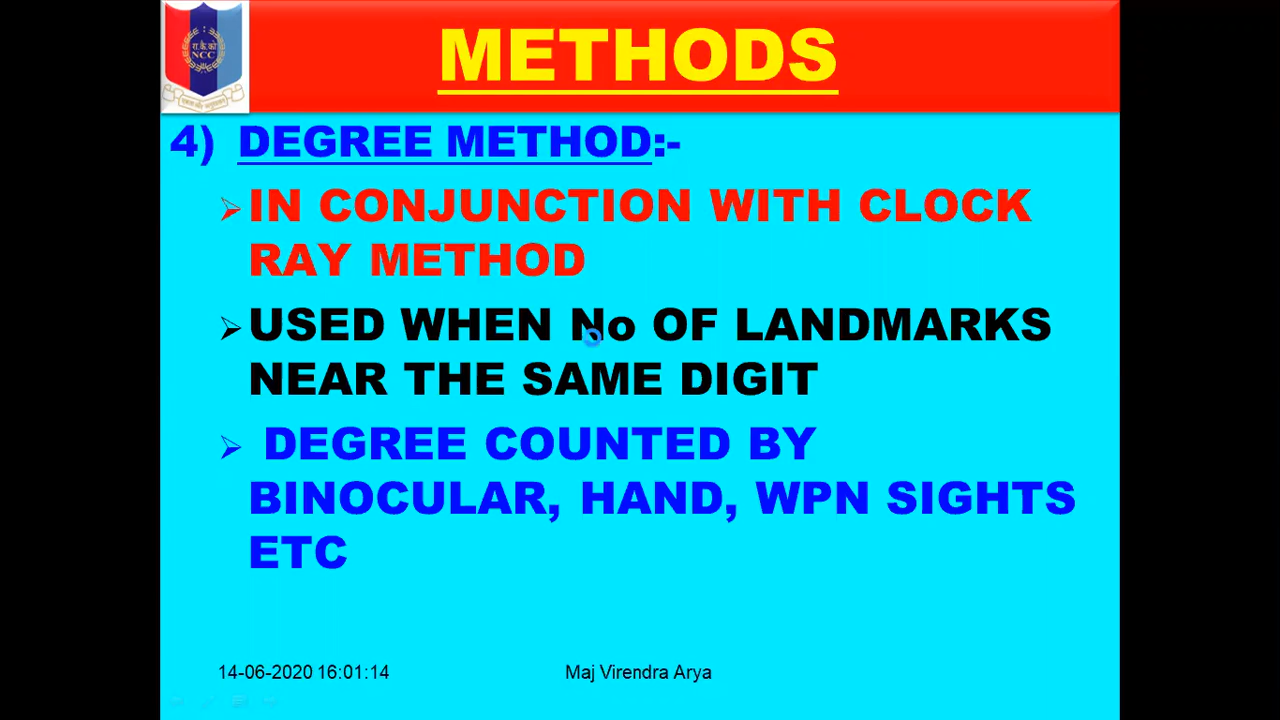 METHODS
रा.कै.को
NCC
4) DEGREE METHOD:-
➢IN CONJUNCTION WITH CLOCK
RAY METHOD
➢USED WHEN No OF LANDMARKS
NEAR THE SAME DIGIT
➢ DEGREE COUNTED BY
BINOCULAR, HAND, WPN SIGHTS
ETC
14-06-2020 16:01:14
Maj Virendra Arya